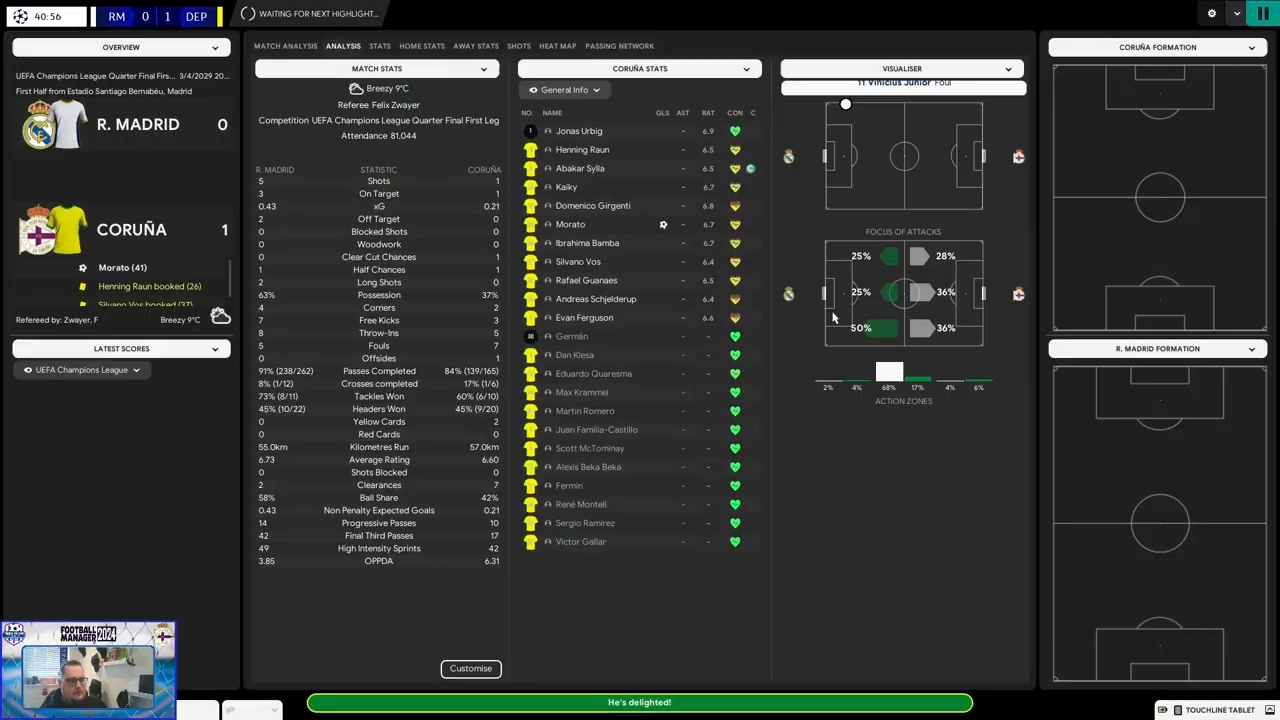 40:56
RM 0 1 DEP
WAITING FOR NEXT HIGHLIGHT...
OVERVIEW
UEFA Champions League Quarter Final Firs... 3/4/2029 20...
First Half from Estadio Santiago Bernabéu, Madrid
R. MADRID 0
CORUÑA 1
Morato (41)
Henning Raun booked (26)
Silvano Vos booked (37)
Refereed by: Zwayer, F Breezy 9°C
LATEST SCORES
UEFA Champions League
MATCH ANALYSIS ANALYSIS STATS HOME STATS AWAY STATS SHOTS HEAT MAP PASSING NETWORK
MATCH STATS
Breezy 9°C
Referee: Felix Zwayer
Competition UEFA Champions League Quarter Final First Leg
Attendance 81,044
R. MADRID STATISTIC CORUÑA
5 Shots 1
3 On Target 1
0.43 xG 0.21
2 Off Target 0
0 Blocked Shots 0
0 Woodwork 0
0 Clear Cut Chances 0
1 Half Chances 1
2 Long Shots 0
63% Possession 37%
4 Corners 2
7 Free Kicks 3
8 Throw-Ins 5
5 Fouls 7
0 Offsides 1
91% (238/262) Passes Completed 84% (139/165)
8% (1/12) Crosses completed 17% (1/6)
73% (8/11) Tackles Won 60% (6/10)
45% (10/22) Headers Won 45% (9/20)
0 Yellow Cards 2
0 Red Cards 0
55.0km Kilometres Run 57.0km
6.73 Average Rating 6.60
0 Shots Blocked 0
2 Clearances 7
58% Ball Share 42%
0.43 Non Penalty Expected Goals 0.21
14 Progressive Passes 10
42 Final Third Passes 17
49 High Intensity Sprints 42
3.85 OPPDA 6.31
Customise
CORUÑA STATS
General Info
NO. NAME GLS AST RAT CON C
1 Jonas Urbig - 6.9
Henning Raun - 6.5
Abakar Sylla - 6.5 C
Kaiky - 6.7
Domenico Girgenti - 6.8
Morato - 6.7
Ibrahima Bamba - 6.7
Silvano Vos - 6.4
Rafael Guanaes - 6.5
Andreas Schjelderup - 6.4
Evan Ferguson - 6.6
Germán - -
Dan Klesa - -
Eduardo Quaresma - -
Max Krammel - -
Martin Romero - -
Juan Familia-Castillo - -
Scott McTominay - -
Alexis Beka Beka - -
Fermin - -
René Montell - -
Sergio Ramírez - -
Víctor Gallar - -
VISUALISER
11 Vinícius Júnior Foul
FOCUS OF ATTACKS
25% 28%
25% 36%
50% 36%
2% 4% 68% 17% 4% 6%
ACTION ZONES
CORUÑA FORMATION
R. MADRID FORMATION
FOOTBALL
MANAGER 2024
He's delighted!
TOUCHLINE TABLET